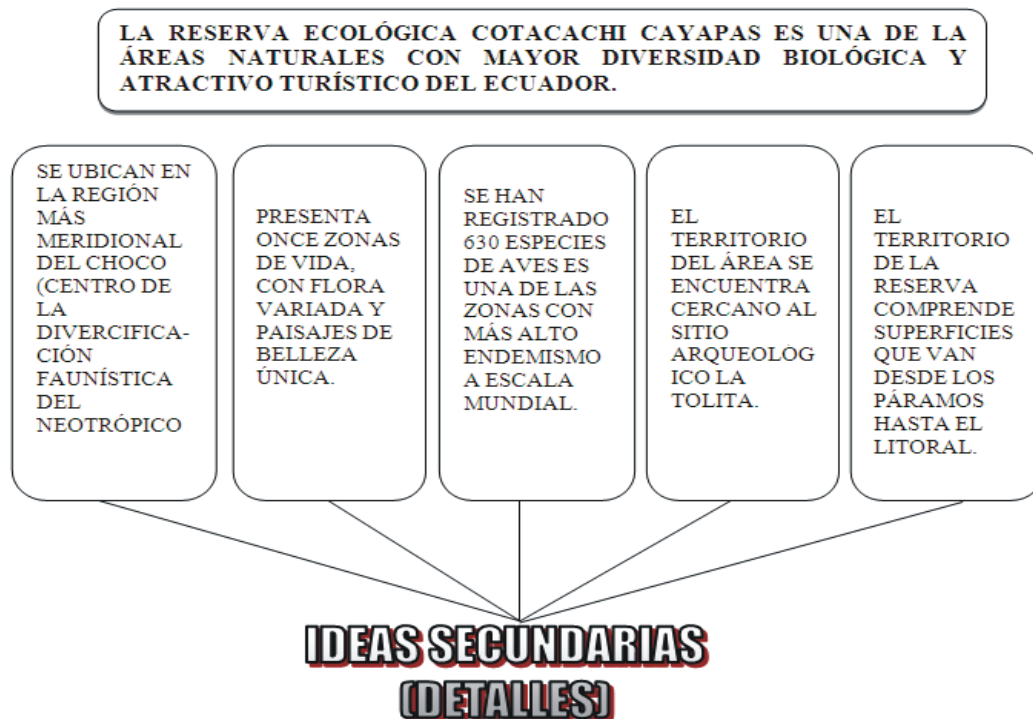 LA RESERVA ECOLÓGICA COTACACHI CAYAPAS ES UNA DE LA
ÁREAS NATURALES CON MAYOR DIVERSIDAD BIOLÓGICA Y
ATRACTIVO TURÍSTICO DEL ECUADOR.
SE UBICAN EN
LA REGIÓN
MÁS
MERIDIONAL
DEL CHOCO
(CENTRO DE
LA
DIVERCIFICA-
CIÓN
FAUNÍSTICA
DEL
NEOTRÓPICO
PRESENTA
ONCE ZONAS
DE VIDA,
CON FLORA
VARIADA Y
PAISAJES DE
BELLEZA
ÚNICA.
SE HAN
REGISTRADO
630 ESPECIES
DE AVES ES
UNA DE LAS
ZONAS CON
MÁS ALTO
ENDEMISMO
A ESCALA
MUNDIAL.
EL
TERRITORIO
DEL ÁREA SE
ENCUENTRA
CERCANO AL
SITIO
ARQUEOLÓG
ICO LA
TOLITA.
EL
TERRITORIO
DE LA
RESERVA
COMPRENDE
SUPERFICIES
QUE VAN
DESDE LOS
PÁRAMOS
HASTA EL
LITORAL.
IDEAS SECUNDARIAS
(DETALLES)